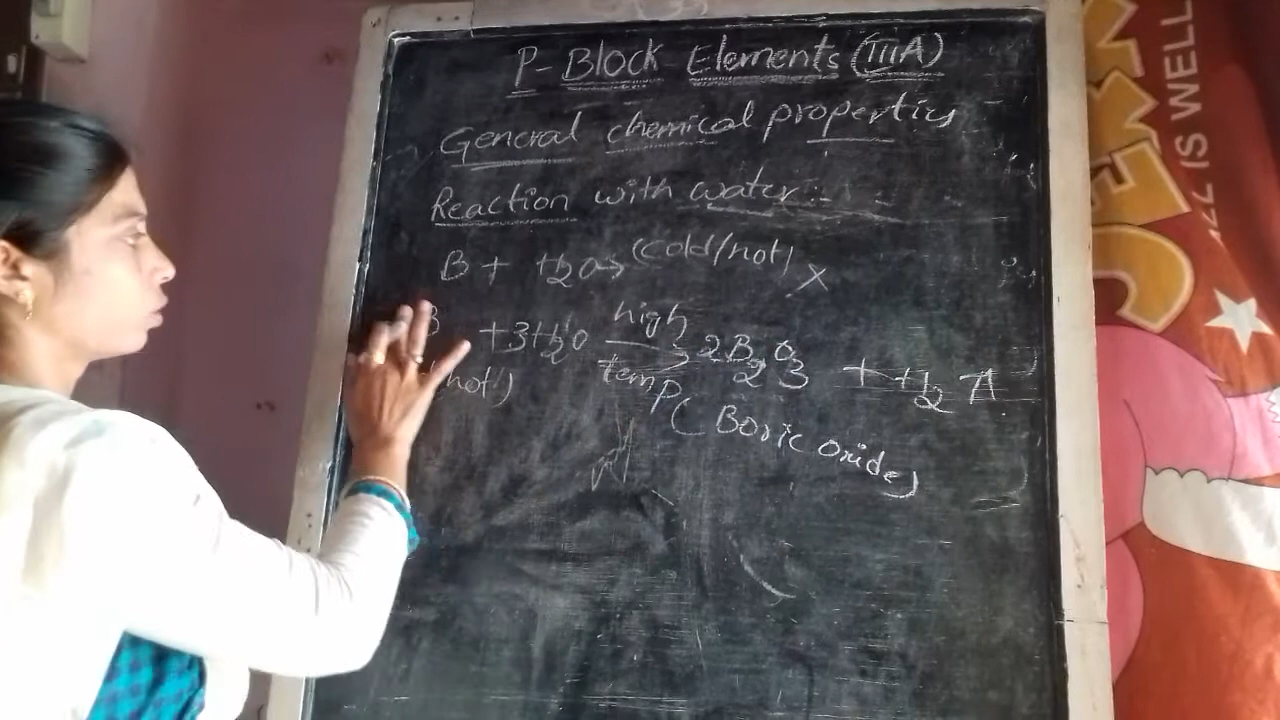 P-Block Elements (IIIA)
General chemical properties
Reaction with water:-
B + H2O → (cold/hot) X
B + 3H2O high temp → 2B2O3 + H2 ↑
(hot)
(Boric oxide)
IS WELL